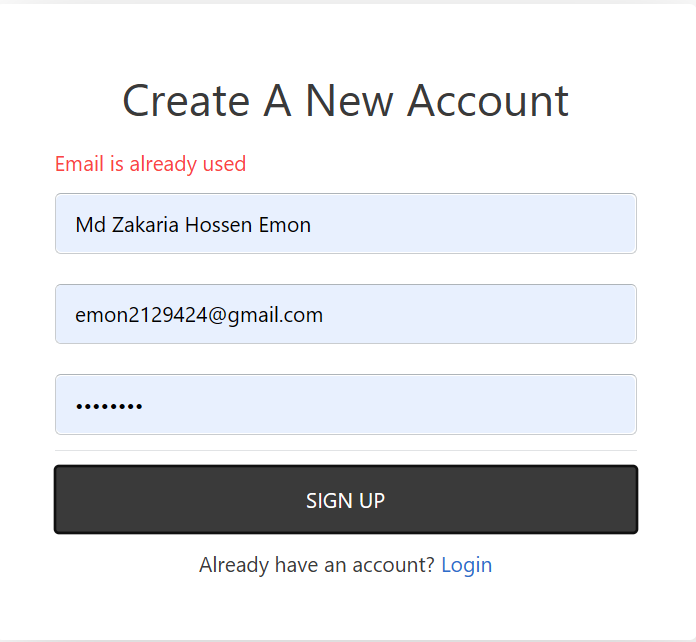 Create A New Account
Email is already used
Md Zakaria Hossen Emon
emon2129424@gmail.com
••••••••
SIGN UP
Already have an account? Login